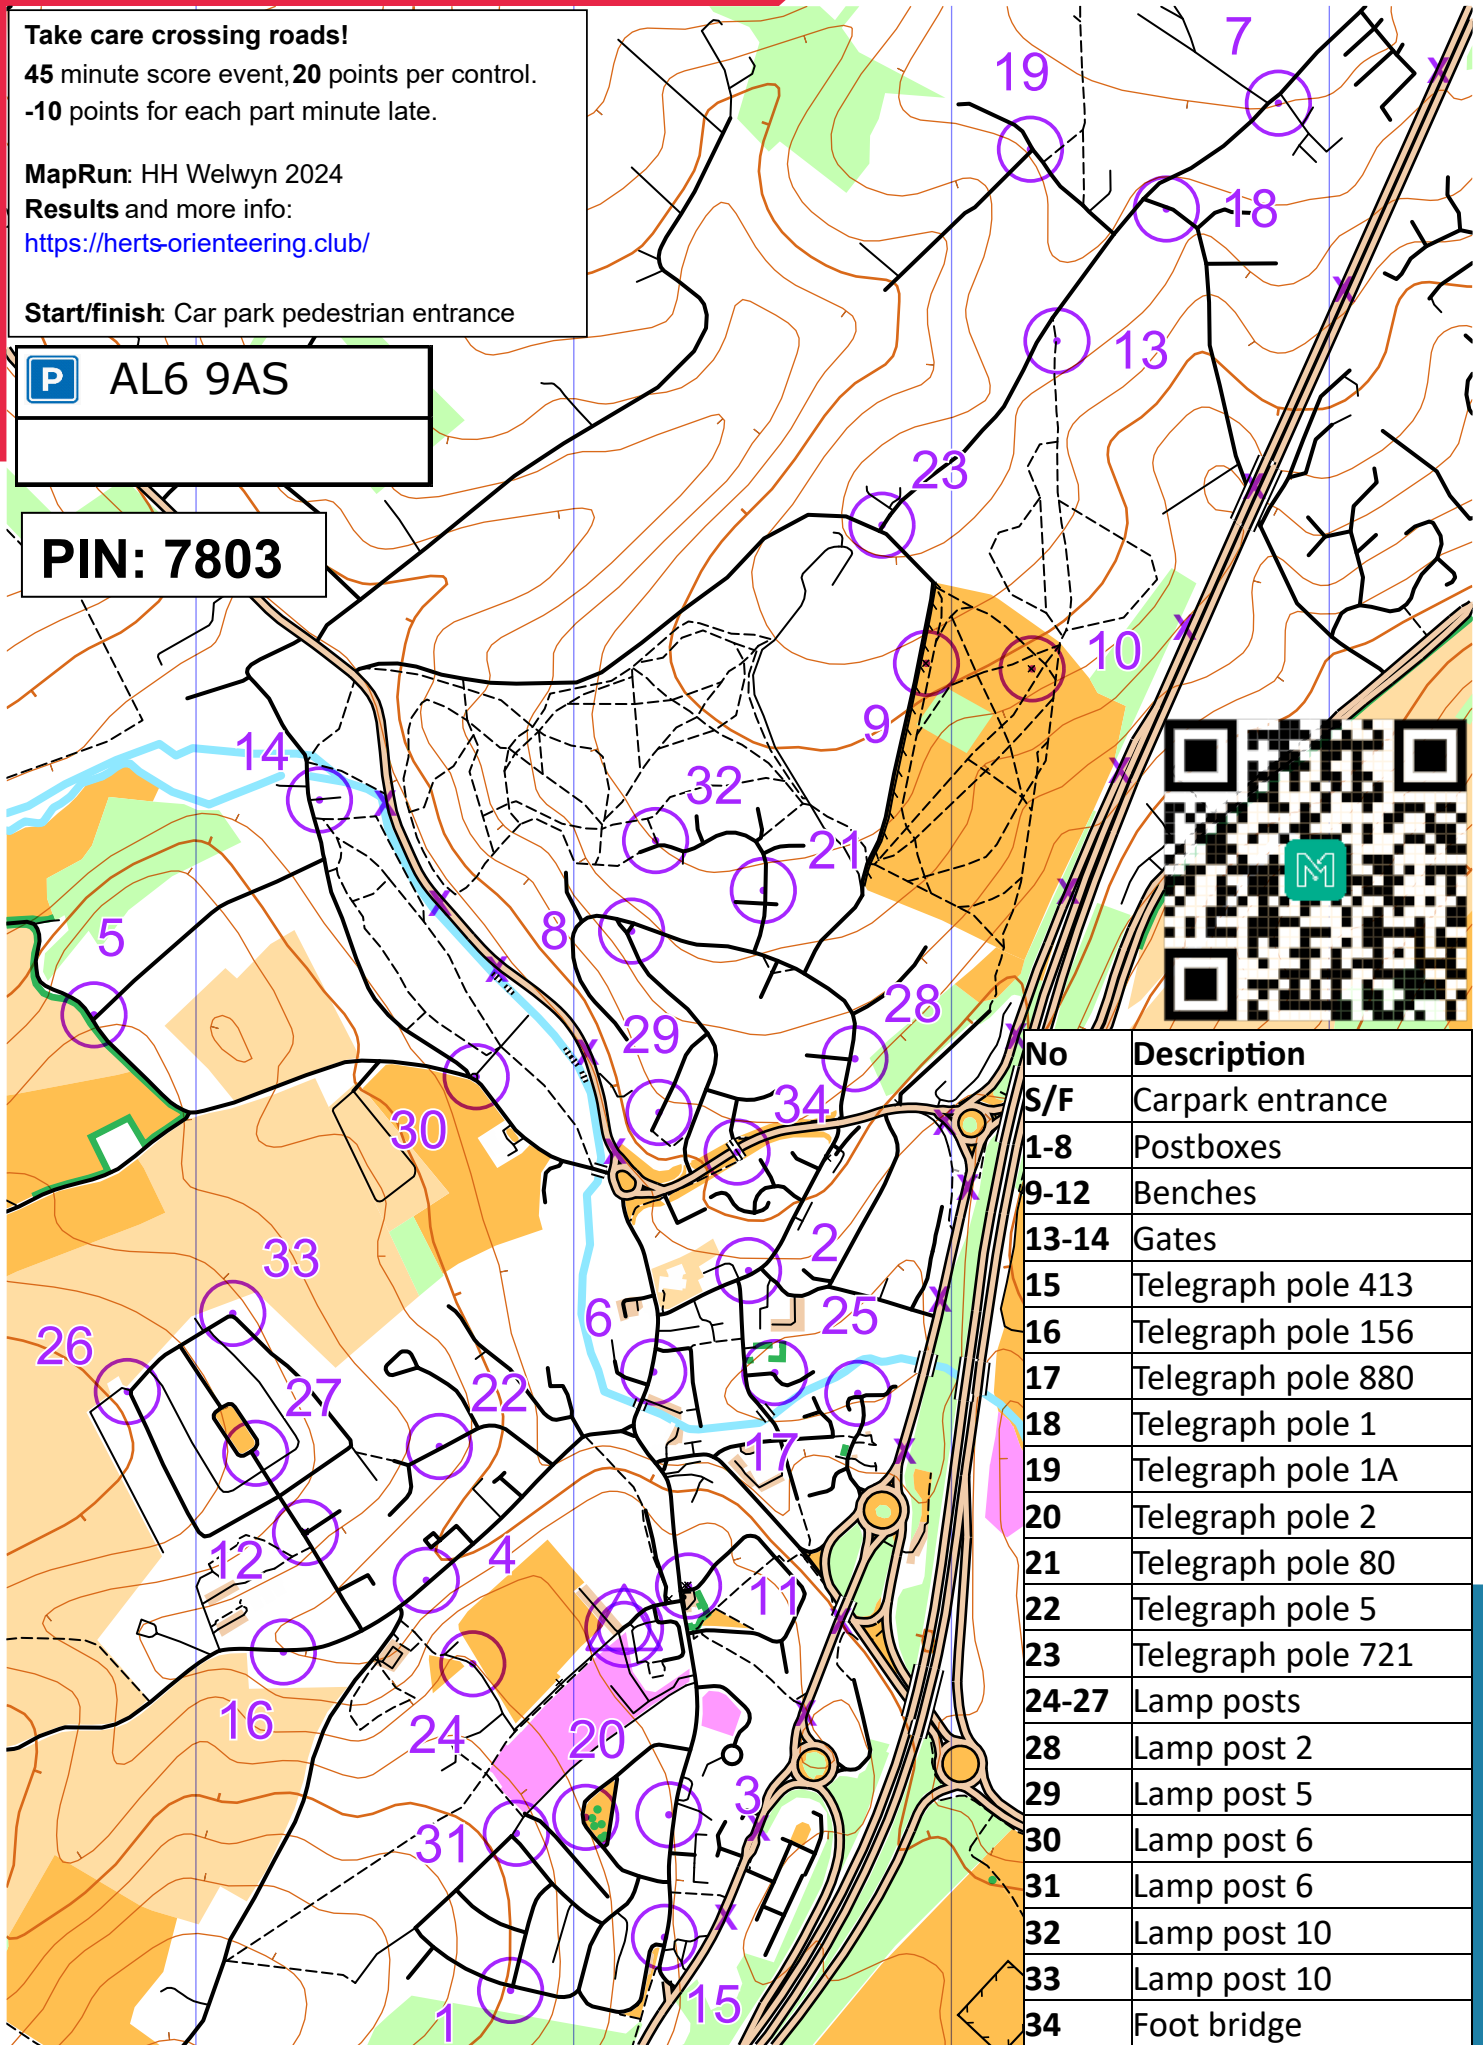 Take care crossing roads!
45 minute score event, 20 points per control.
-10 points for each part minute late.
MapRun: HH Welwyn 2024
Results and more info:
https://herts-orienteering.club/
Start/finish: Car park pedestrian entrance
P AL6 9AS
PIN: 7803
7
19
18
13
23
10
9
14
32
21
5
8
28
29
34
30
2
33
6
25
26
27
22
17
12
4
11
16
24
20
3
31
15
1
No Description
S/F Carpark entrance
1-8 Postboxes
9-12 Benches
13-14 Gates
15 Telegraph pole 413
16 Telegraph pole 156
17 Telegraph pole 880
18 Telegraph pole 1
19 Telegraph pole 1A
20 Telegraph pole 2
21 Telegraph pole 80
22 Telegraph pole 5
23 Telegraph pole 721
24-27 Lamp posts
28 Lamp post 2
29 Lamp post 5
30 Lamp post 6
31 Lamp post 6
32 Lamp post 10
33 Lamp post 10
34 Foot bridge